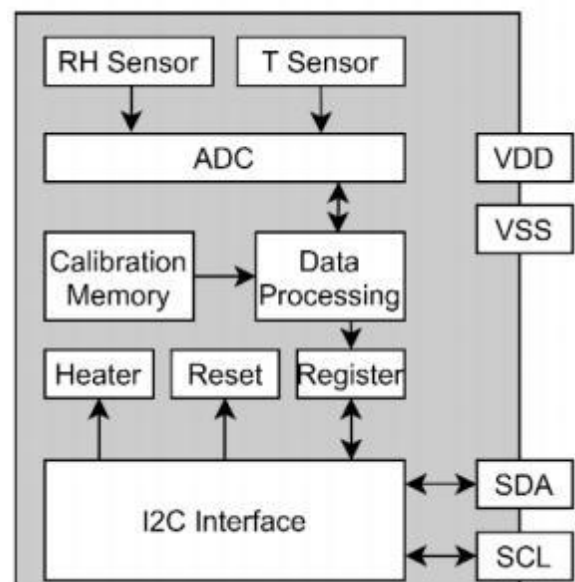 RH Sensor
T Sensor
ADC
VDD
VSS
Calibration
Memory
Data
Processing
Heater
Reset
Register
I2C Interface
SDA
SCL